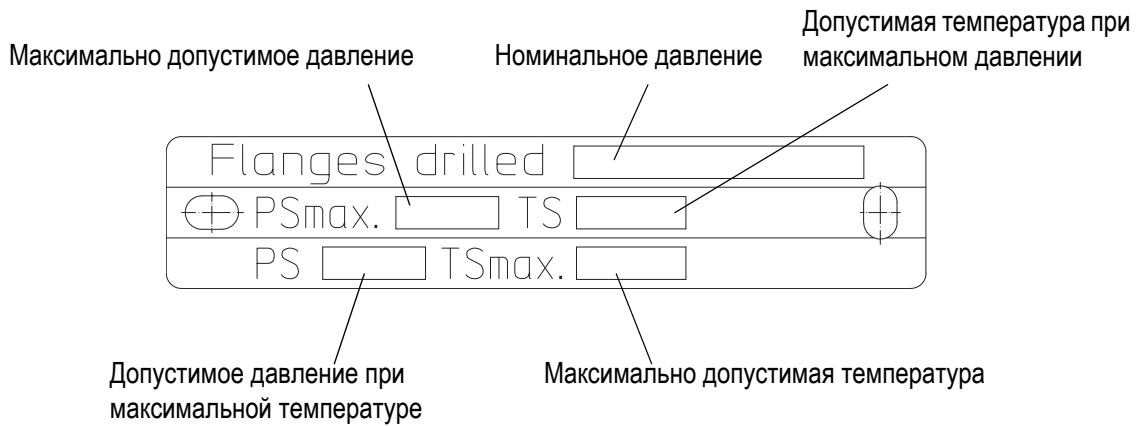 Допустимая температура при
максимальном давлении
Максимально допустимое давление
Номинальное давление
Flanges drilled
PSmax. TS
PS TSmax.
Допустимое давление при
максимальной температуре
Максимально допустимая температура